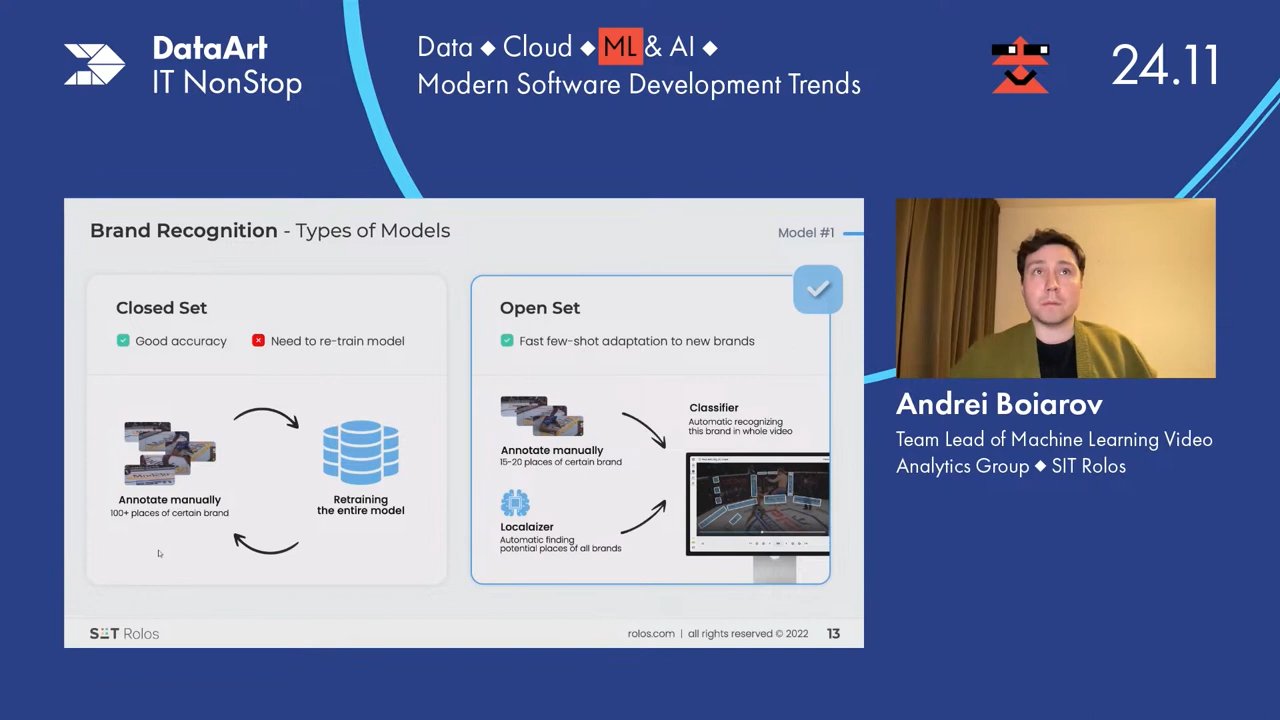 DataArt
IT NonStop
Data ◆ Cloud ◆ ML & AI ◆
Modern Software Development Trends
24.11
Brand Recognition - Types of Models
Model #1
Closed Set
Good accuracy
Need to re-train model
Annotate manually
100+ places of certain brand
Retraining
the entire model
Open Set
Fast few-shot adaptation to new brands
Annotate manually
15-20 places of certain brand
Localaizer
Automatic finding
potential places of all brands
Classifier
Automatic recognizing
this brand in whole video
SIT Rolos
rolos.com | all rights reserved © 2022
13
Andrei Boiarov
Team Lead of Machine Learning Video
Analytics Group ◆ SIT Rolos